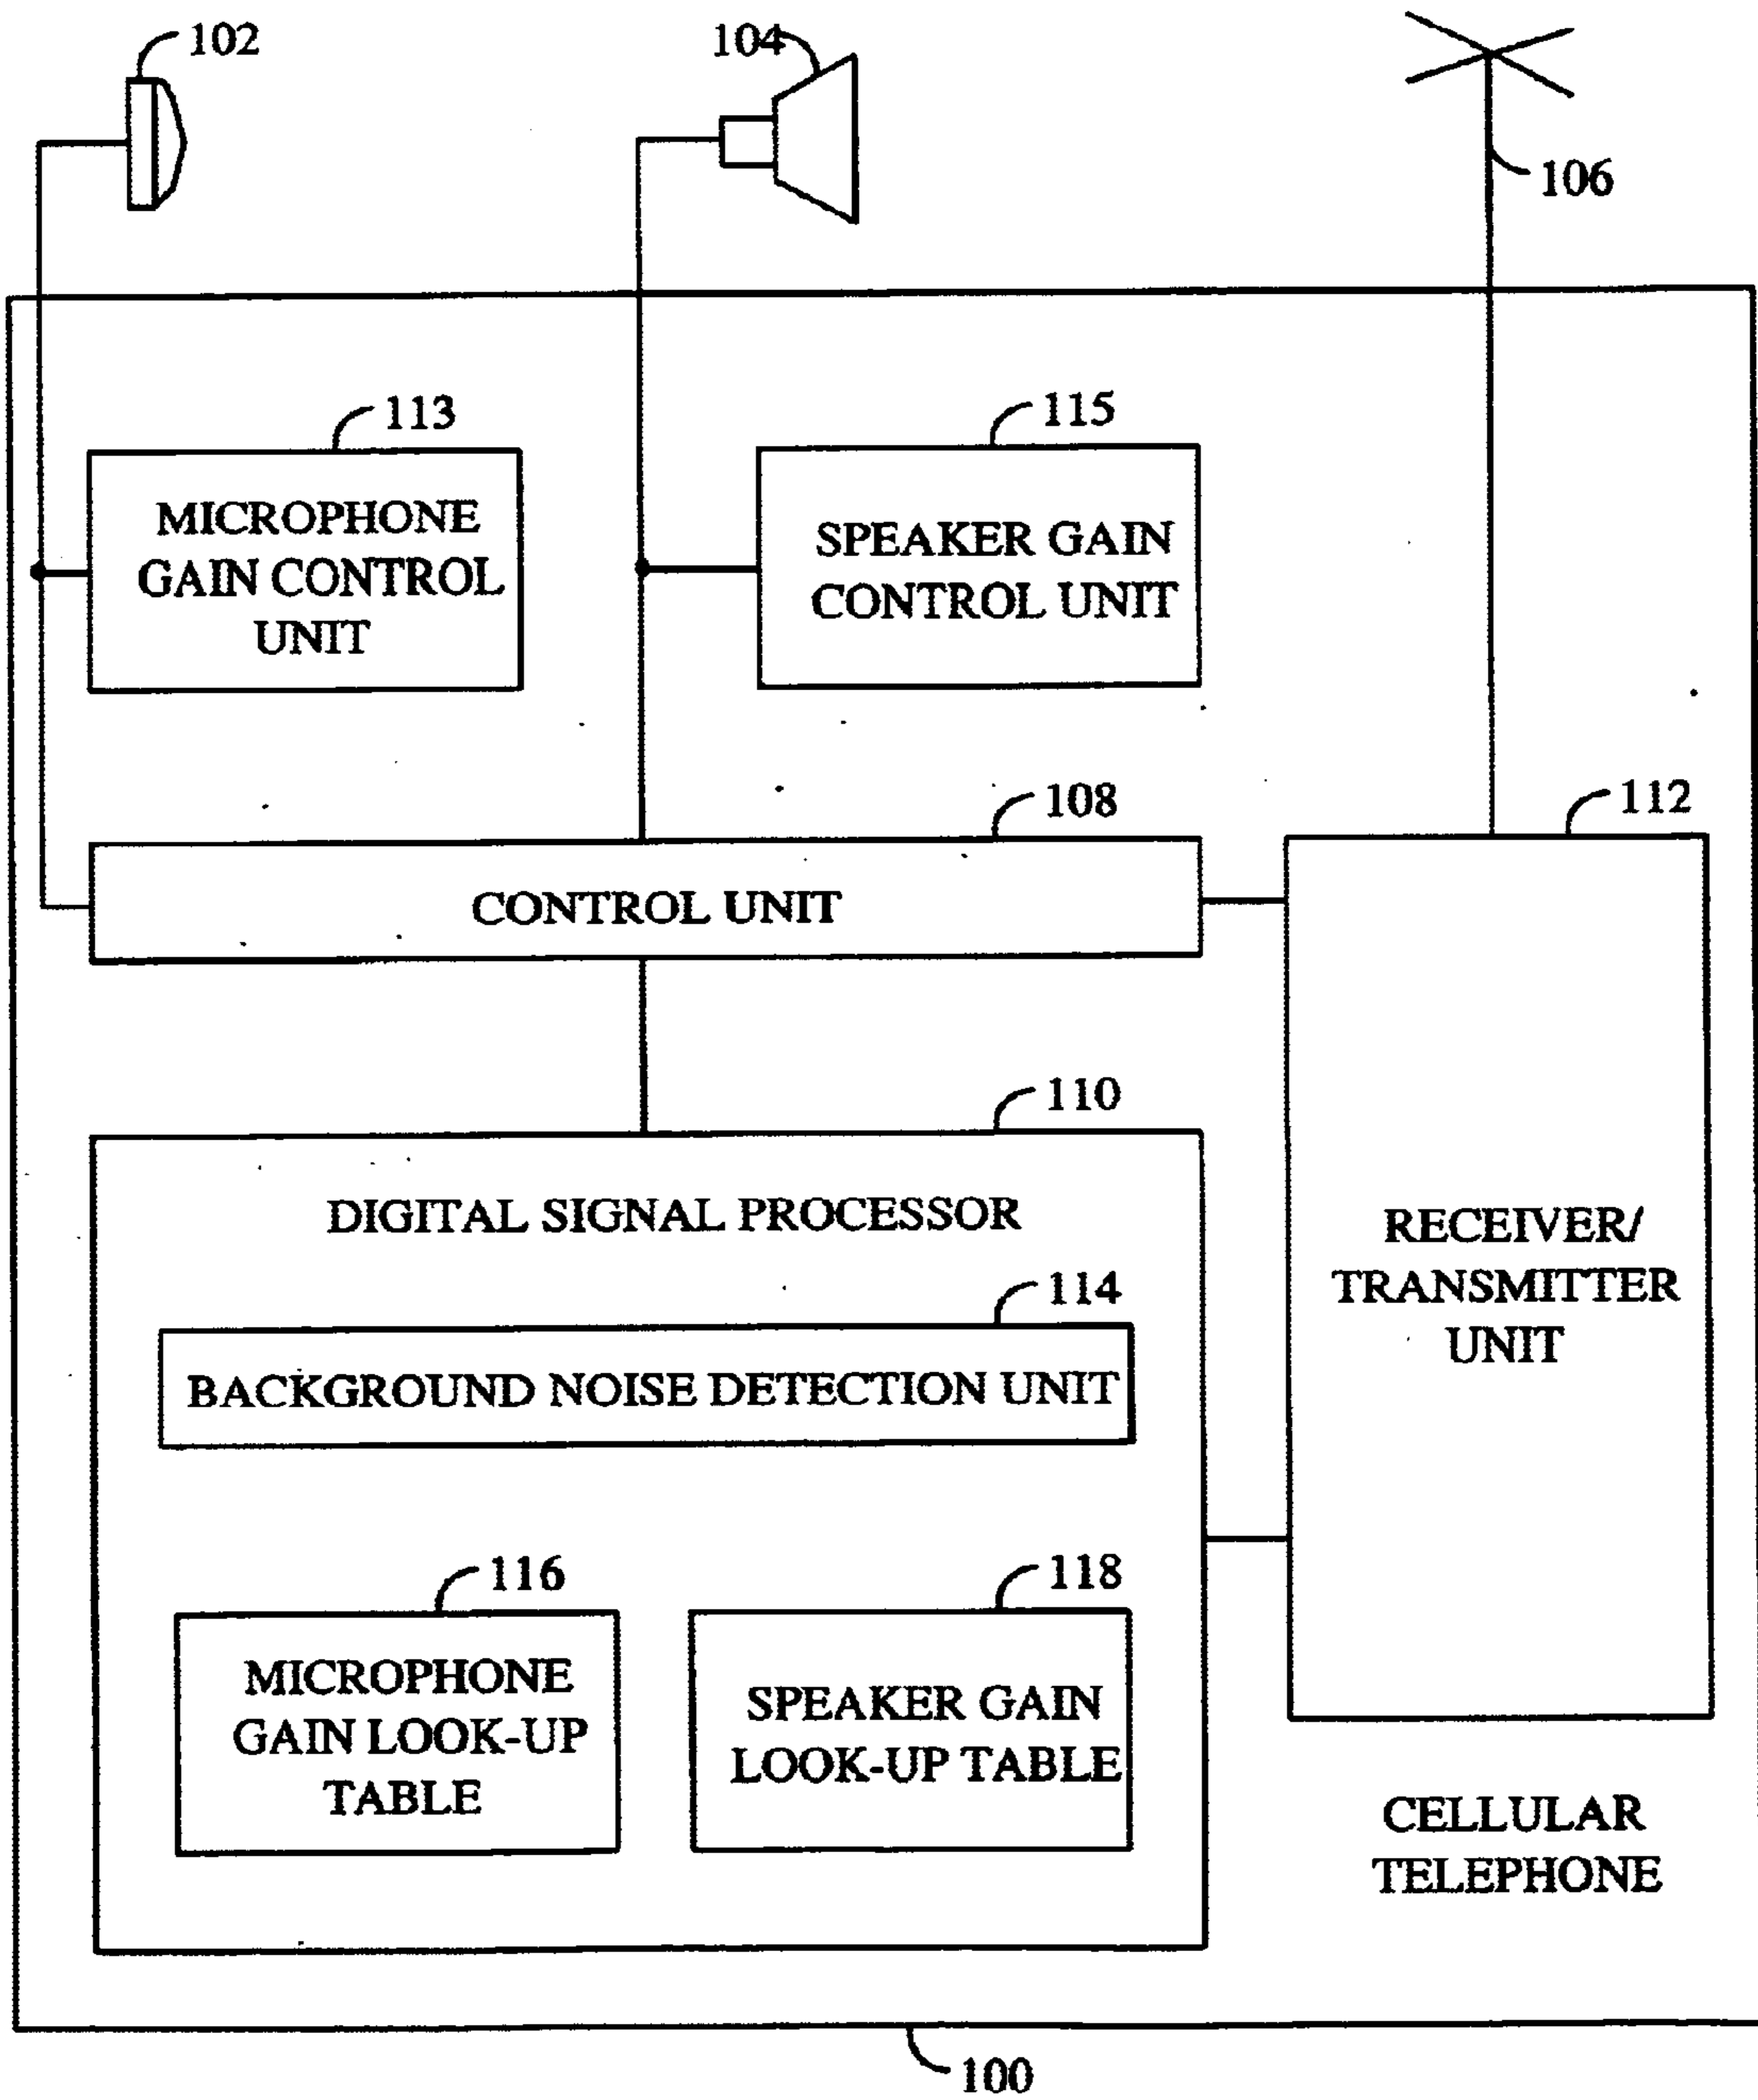 102
104
106
113
115
MICROPHONE
GAIN CONTROL
UNIT
SPEAKER GAIN
CONTROL UNIT
108
112
CONTROL UNIT
110
DIGITAL SIGNAL PROCESSOR
RECEIVER/
TRANSMITTER
UNIT
114
BACKGROUND NOISE DETECTION UNIT
116
118
MICROPHONE
GAIN LOOK-UP
TABLE
SPEAKER GAIN
LOOK-UP TABLE
CELLULAR
TELEPHONE
100